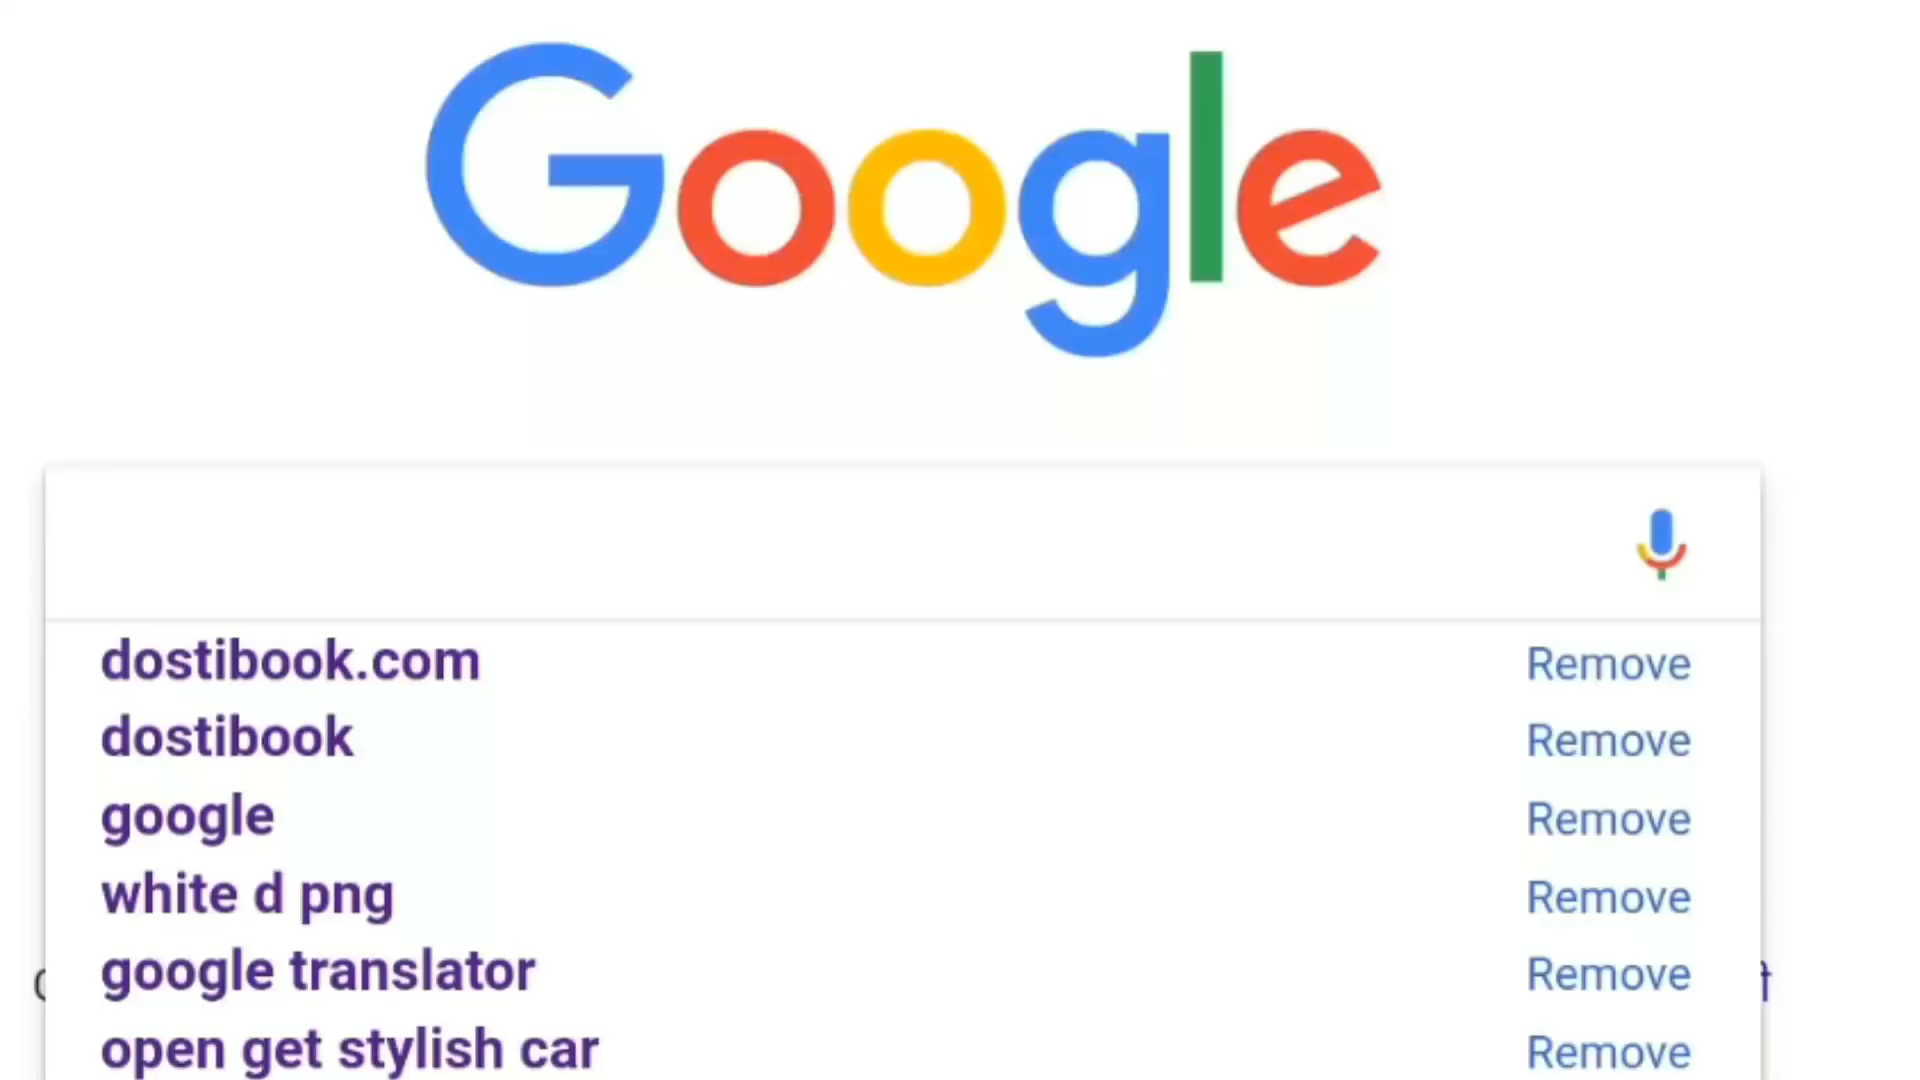 Google
dostibook.com Remove
dostibook Remove
google Remove
white d png Remove
google translator Remove
open get stylish car Remove